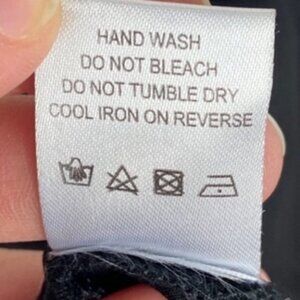 HAND WASH
DO NOT BLEACH
DO NOT TUMBLE DRY
COOL IRON ON REVERSE